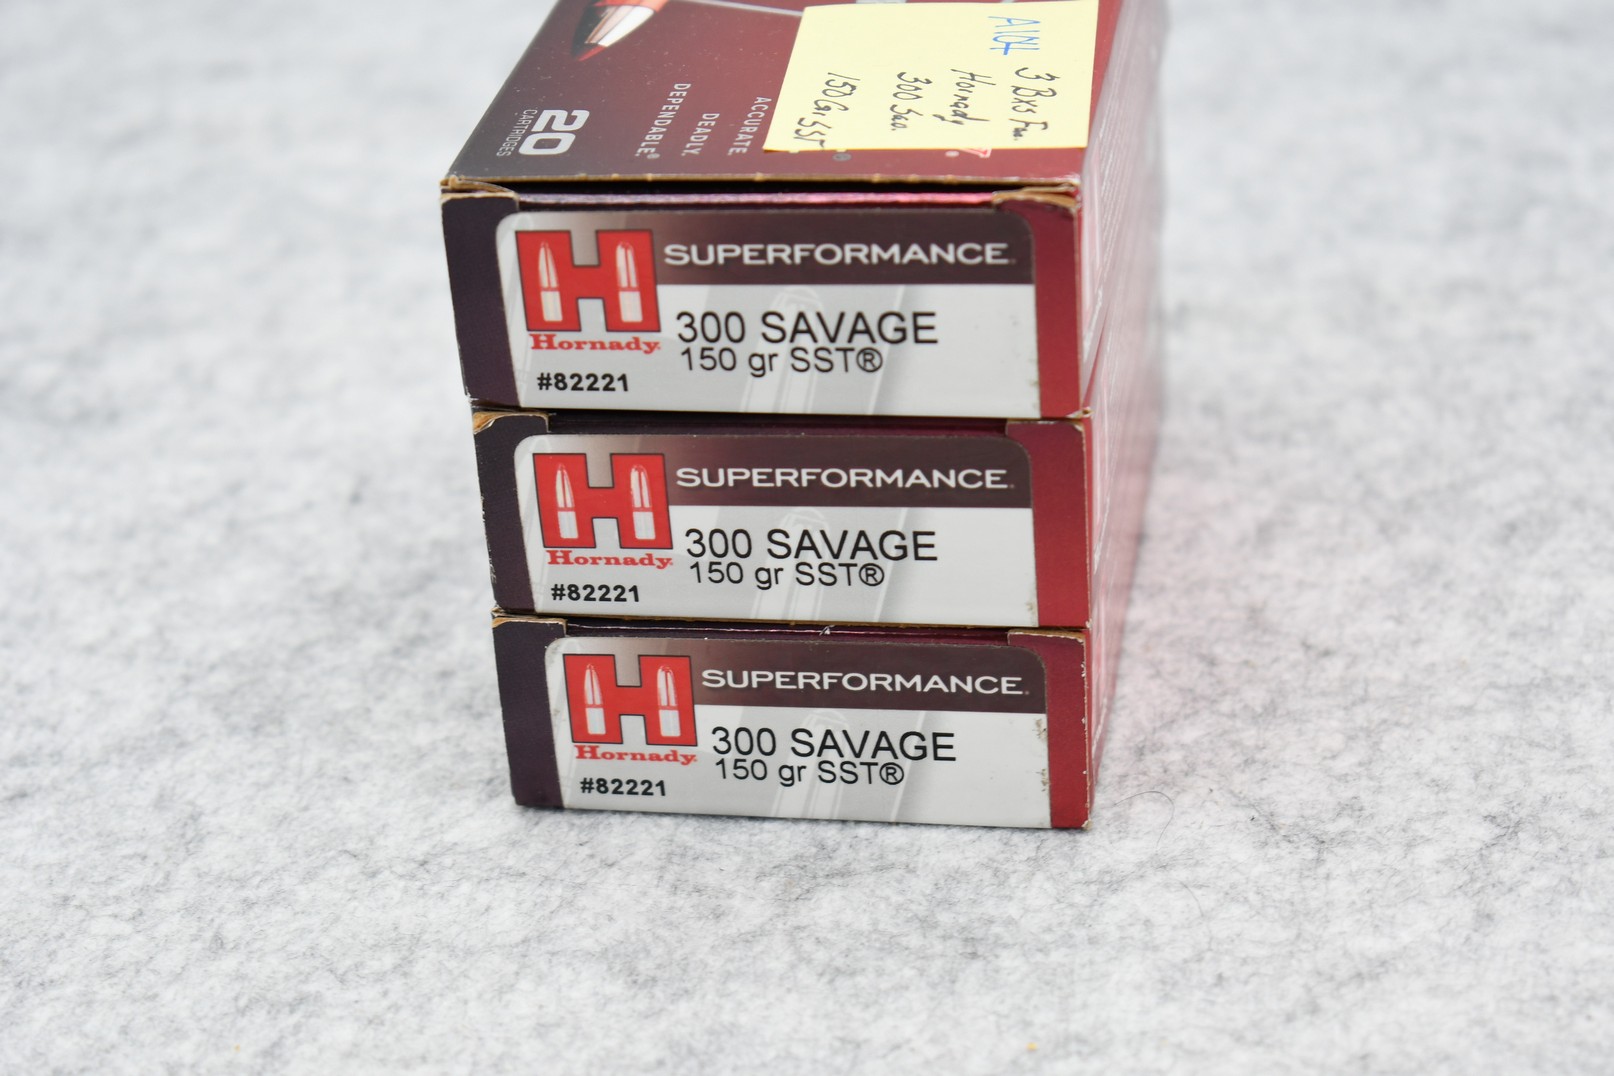 A104
3 Bxs
Hornady
300 Sav.
150 Gr SST
ACCURATE.
DEADLY.
DEPENDABLE.®
20
CARTRIDGES
SUPERFORMANCE
Hornady
300 SAVAGE
150 gr SST®
#82221
SUPERFORMANCE
Hornady
300 SAVAGE
150 gr SST®
#82221
SUPERFORMANCE
Hornady
300 SAVAGE
150 gr SST®
#82221